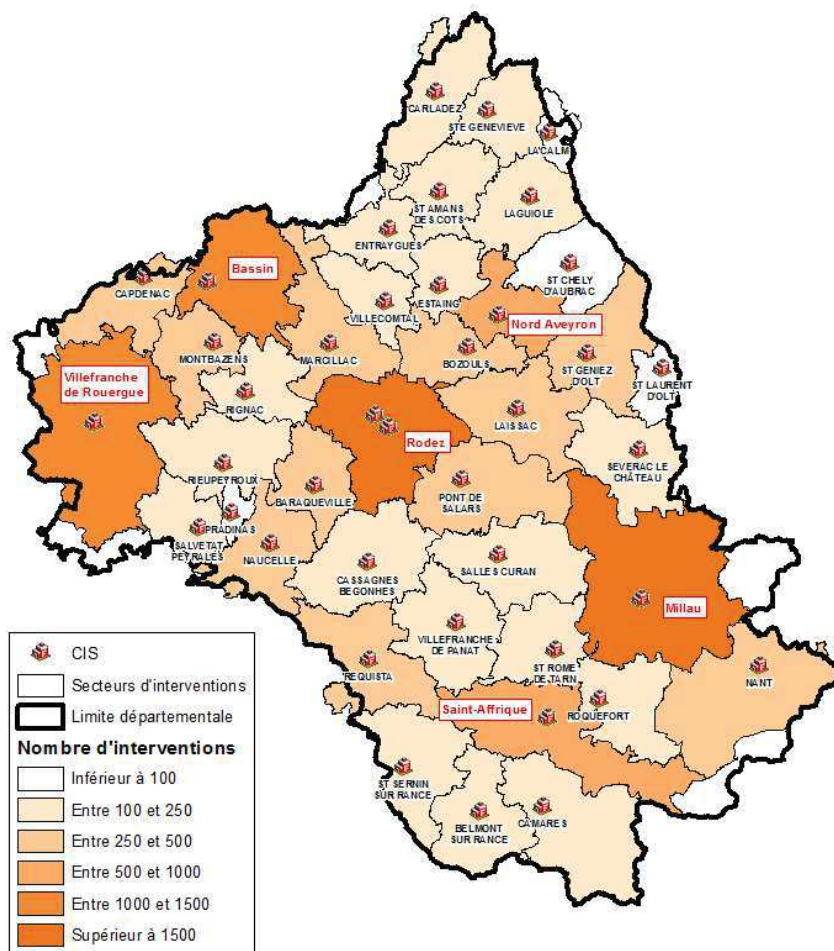 CARLADEZ
STE GENEVIEVE
LACALM
ST AMANS
DES COTS
LAGUIOLE
ENTRAYGUES
ST CHELY
D'AUBRAC
Bassin
CAPDENAC
ESTAING
VILLECOMTAL
Nord Aveyron
MONTBAZENS
MARCILLAC
BOZOULS
ST GENIEZ
D'OLT
ST LAURENT
D'OLT
Villefranche
de Rouergue
RIGNAC
LAISSAC
Rodez
SEVERAC LE
CHÂTEAU
RIEUPEYROUX
BARAQUEVILLE
PONT DE
SALARS
PRADINAS
SALVETAT
PEYRALES
NAUCELLE
CASSAGNES
BEGONHES
SALLES CURAN
Millau
VILLEFRANCHE
DE PANAT
ST ROME
DE TARN
REQUISTA
NANT
Saint-Affrique
ROQUEFORT
ST SERNIN
SUR RANCE
BELMONT
SUR RANCE
CAMARES
CIS
Secteurs d'interventions
Limite départementale
Nombre d'interventions
Inférieur à 100
Entre 100 et 250
Entre 250 et 500
Entre 500 et 1000
Entre 1000 et 1500
Supérieur à 1500